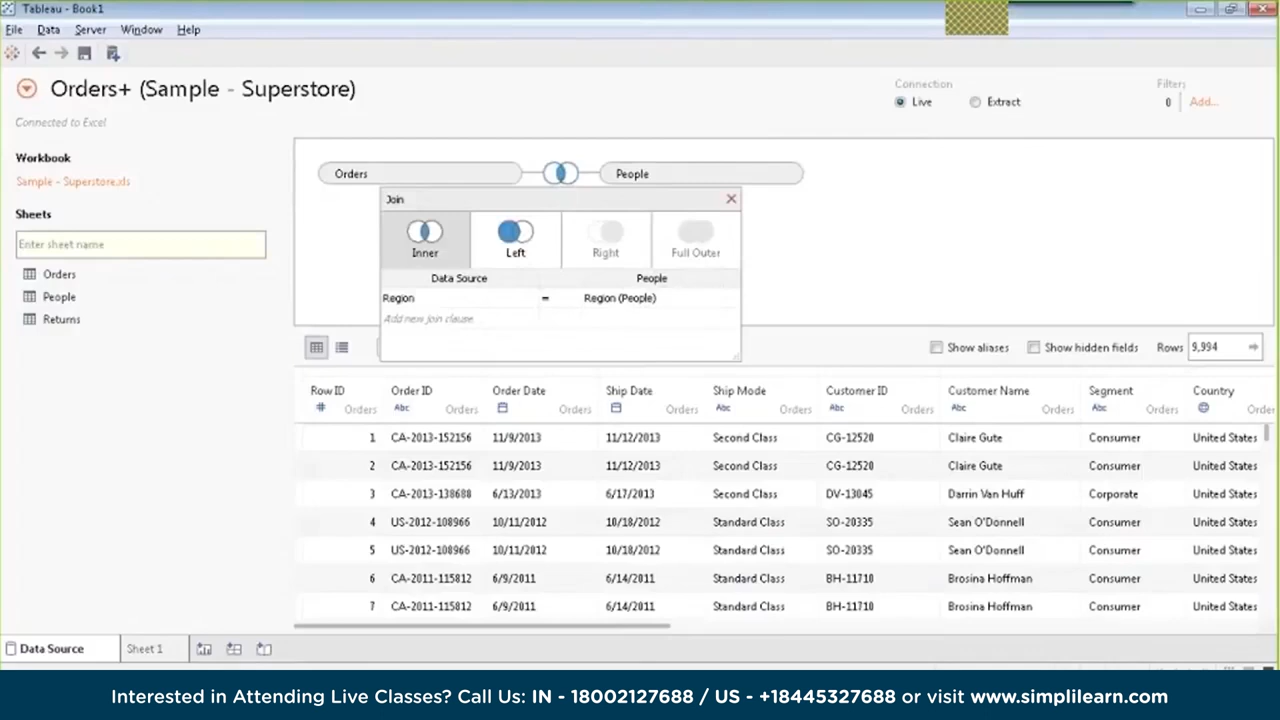 Tableau - Book1
File Data Server Window Help
Orders+ (Sample - Superstore)
Connection
Live Extract
Filters
0 Add...
Connected to Excel
Workbook
Sample - Superstore.xls
Sheets
Enter sheet name
Orders
People
Returns
Orders People
Join
Inner Left Right Full Outer
Data Source People
Region = Region (People)
Add new join clause
Show aliases Show hidden fields Rows 9,994
Row ID Order ID Order Date Ship Date Ship Mode Customer ID Customer Name Segment Country
# Orders Abc Orders Orders Orders Abc Orders Abc Orders Abc Orders Abc Orders Order
1 CA-2013-152156 11/9/2013 11/12/2013 Second Class CG-12520 Claire Gute Consumer United States
2 CA-2013-152156 11/9/2013 11/12/2013 Second Class CG-12520 Claire Gute Consumer United States
3 CA-2013-138688 6/13/2013 6/17/2013 Second Class DV-13045 Darrin Van Huff Corporate United States
4 US-2012-108966 10/11/2012 10/18/2012 Standard Class SO-20335 Sean O'Donnell Consumer United States
5 US-2012-108966 10/11/2012 10/18/2012 Standard Class SO-20335 Sean O'Donnell Consumer United States
6 CA-2011-115812 6/9/2011 6/14/2011 Standard Class BH-11710 Brosina Hoffman Consumer United States
7 CA-2011-115812 6/9/2011 6/14/2011 Standard Class BH-11710 Brosina Hoffman Consumer United States
Data Source Sheet 1
Interested in Attending Live Classes? Call Us: IN - 18002127688 / US - +18445327688 or visit www.simplilearn.com